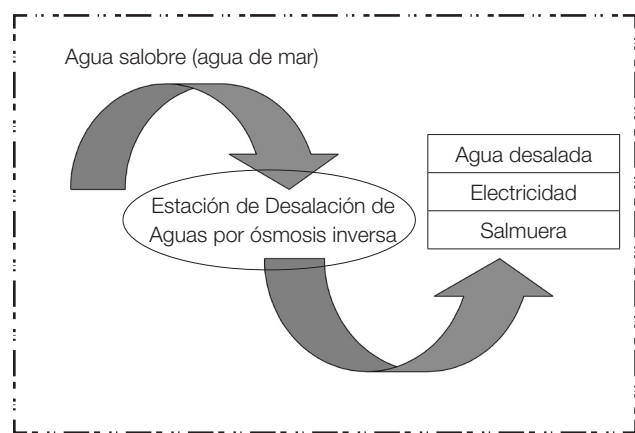 Agua salobre (agua de mar)
Estación de Desalación de
Aguas por ósmosis inversa
Agua desalada
Electricidad
Salmuera